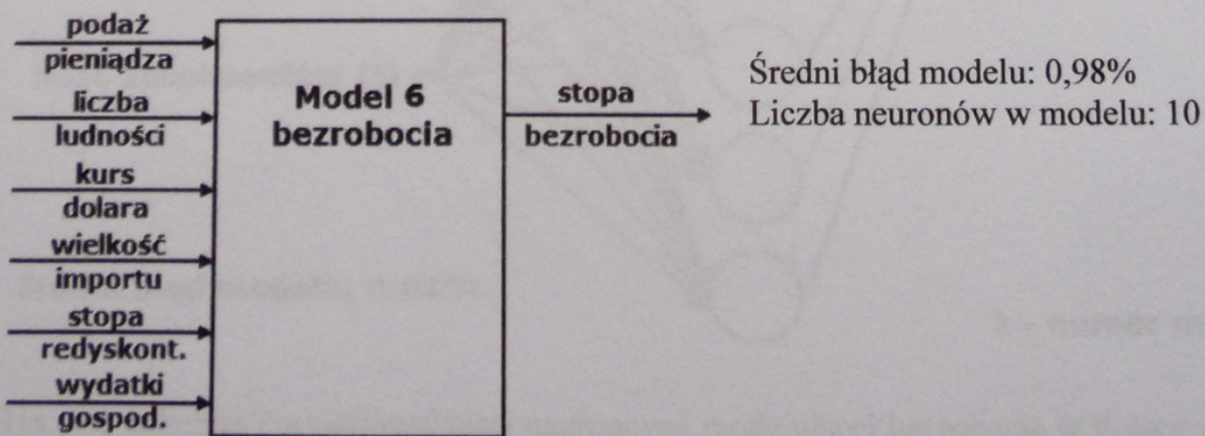 podaż
pieniądza
liczba
ludności
kurs
dolara
wielkość
importu
stopa
redyskont.
wydatki
gospod.
Model 6
bezrobocia
stopa
bezrobocia
Średni błąd modelu: 0,98%
Liczba neuronów w modelu: 10